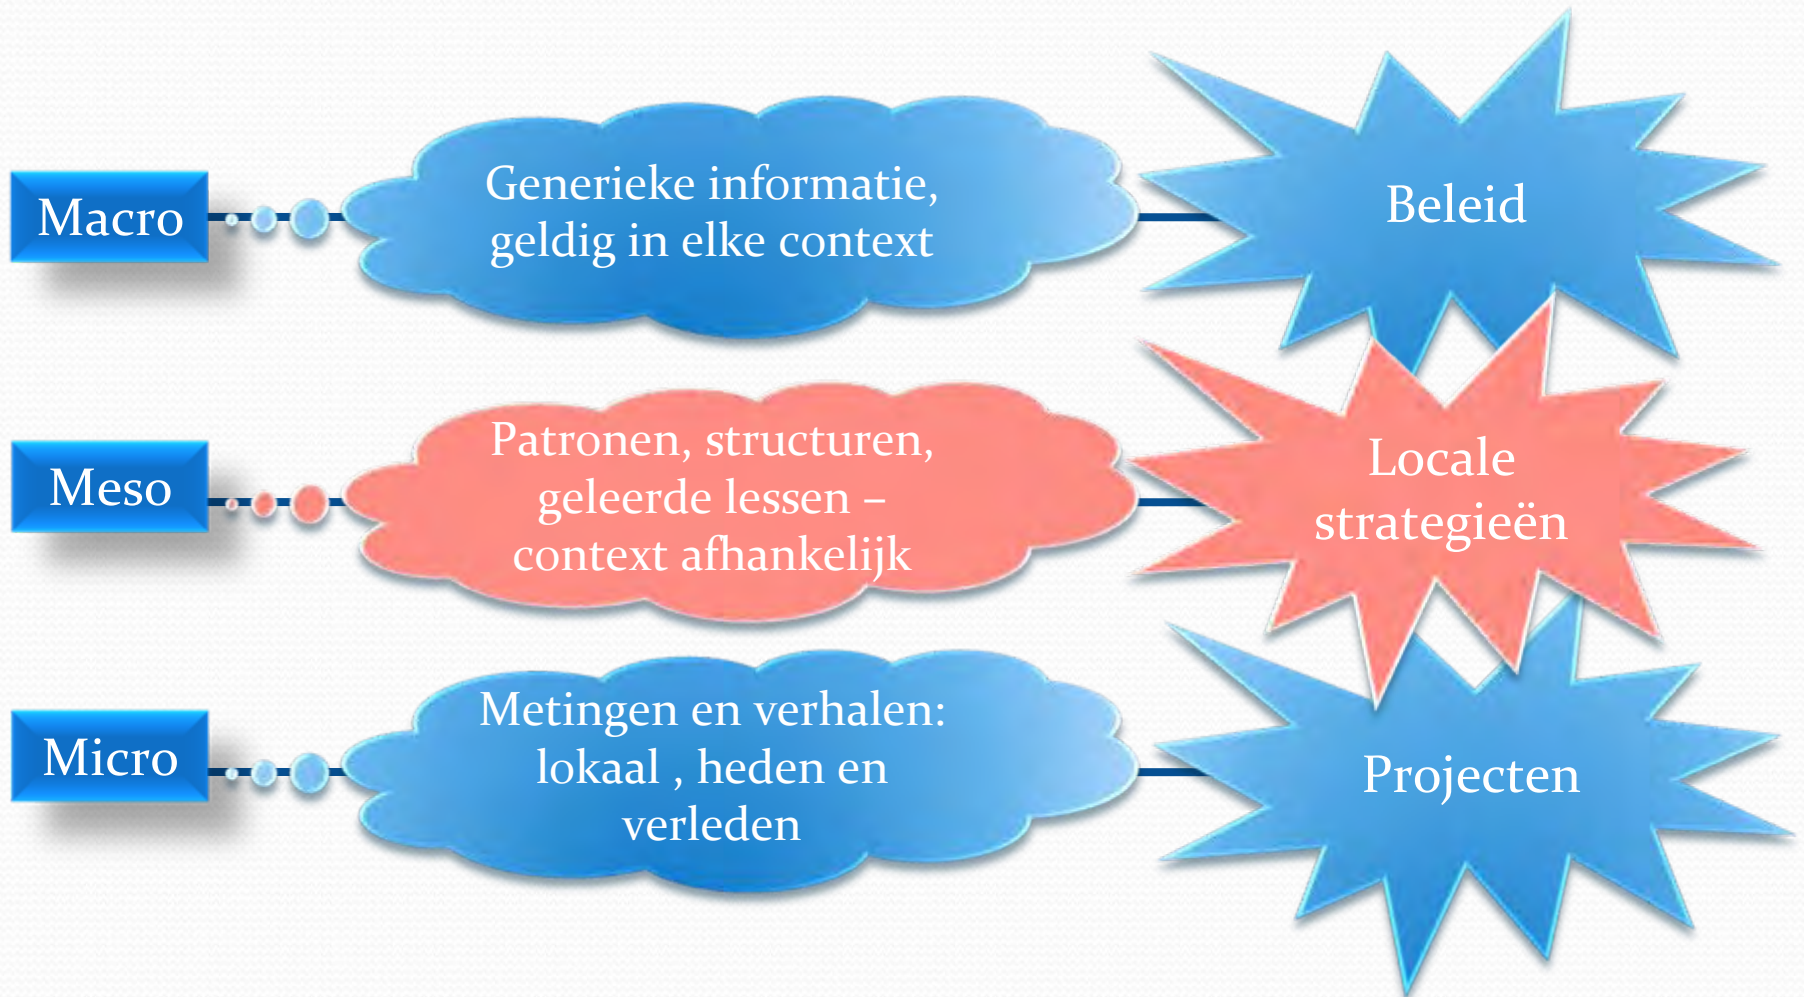 Macro
Generieke informatie,
geldig in elke context
Beleid
Meso
Patronen, structuren,
geleerde lessen –
context afhankelijk
Locale
strategieën
Micro
Metingen en verhalen:
lokaal , heden en
verleden
Projecten